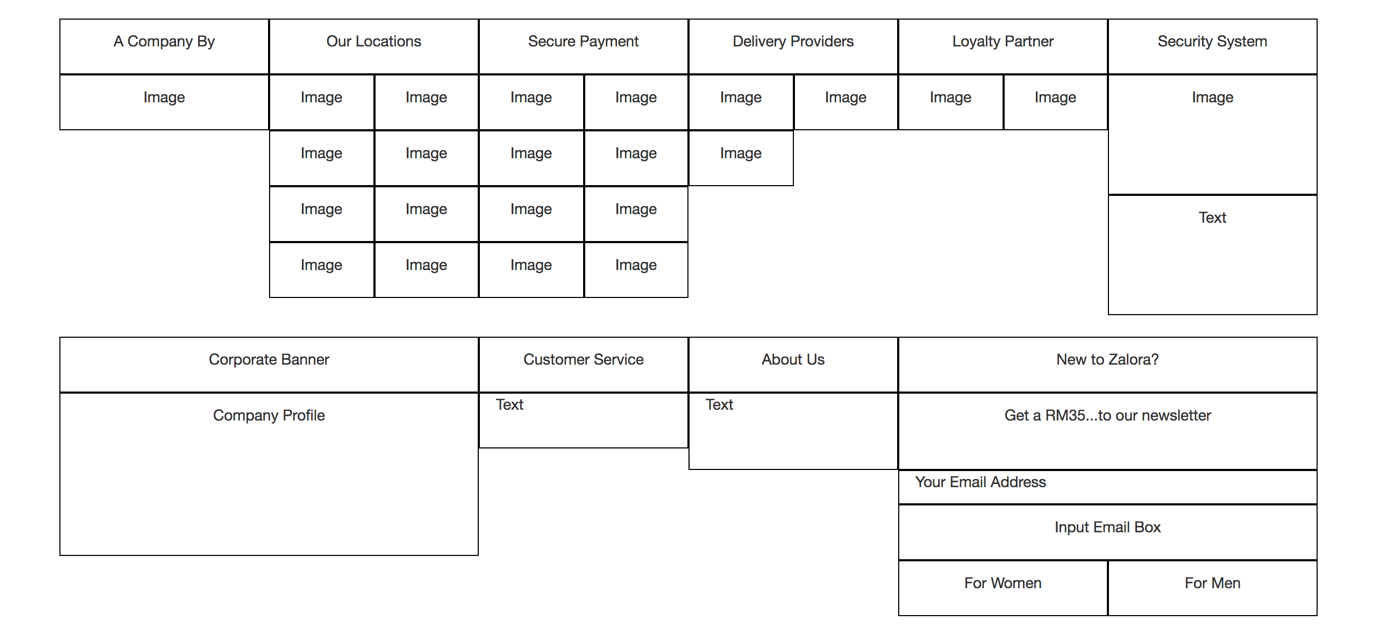 A Company By Our Locations Secure Payment Delivery Providers Loyalty Partner Security System
Image Image Image Image Image Image Image Image Image Image
Image Image Image Image Image
Image Image Image Image
Text
Image Image Image Image
Corporate Banner Customer Service About Us New to Zalora?
Text Text
Company Profile Get a RM35...to our newsletter
Your Email Address
Input Email Box
For Women For Men